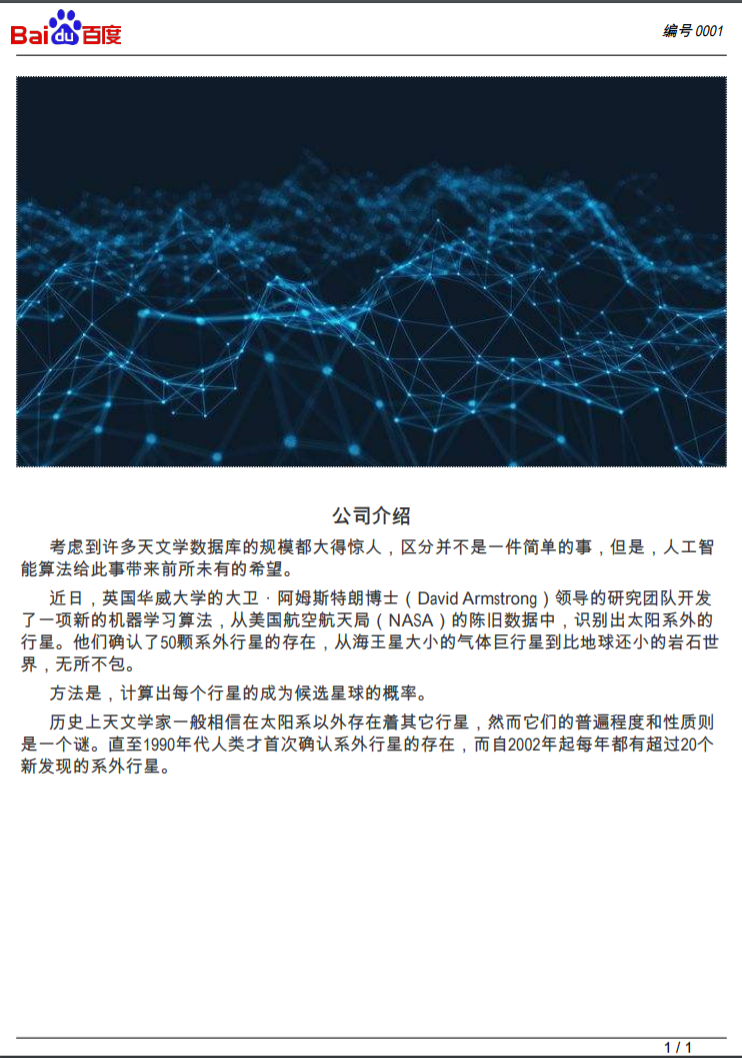 Bai du 百度
编号 0001
公司介绍
考虑到许多天文学数据库的规模都大得惊人，区分并不是一件简单的事，但是，人工智
能算法给此事带来前所未有的希望。
近日，英国华威大学的大卫 · 阿姆斯特朗博士（David Armstrong）领导的研究团队开发
了一项新的机器学习算法，从美国航空航天局（NASA）的陈旧数据中，识别出太阳系外的
行星。他们确认了50颗系外行星的存在，从海王星大小的气体巨行星到比地球还小的岩石世
界，无所不包。
方法是，计算出每个行星的成为候选星球的概率。
历史上天文学家一般相信在太阳系以外存在着其它行星，然而它们的普遍程度和性质则
是一个谜。直至1990年代人类才首次确认系外行星的存在，而自2002年起每年都有超过20个
新发现的系外行星。
1 / 1